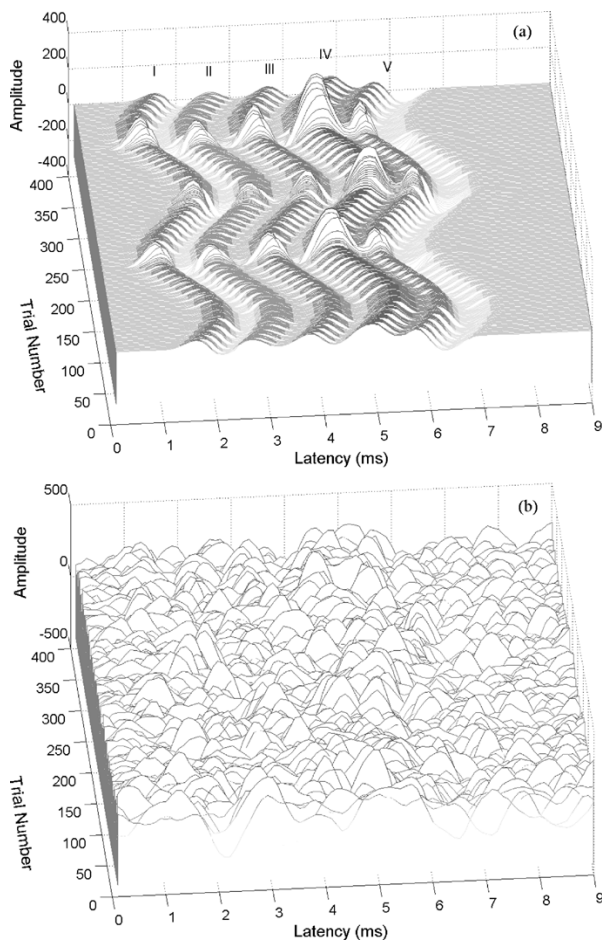 400
(a)
200
IV
I
II
III
V
0
Amplitude
-200
-400
400
350
300
250
200
150
100
50
0
Trial Number
0 1 2 3 4 5 6 7 8 9
Latency (ms)
500
(b)
0
Amplitude
-500
400
350
300
250
200
150
100
50
0
Trial Number
0 1 2 3 4 5 6 7 8 9
Latency (ms)